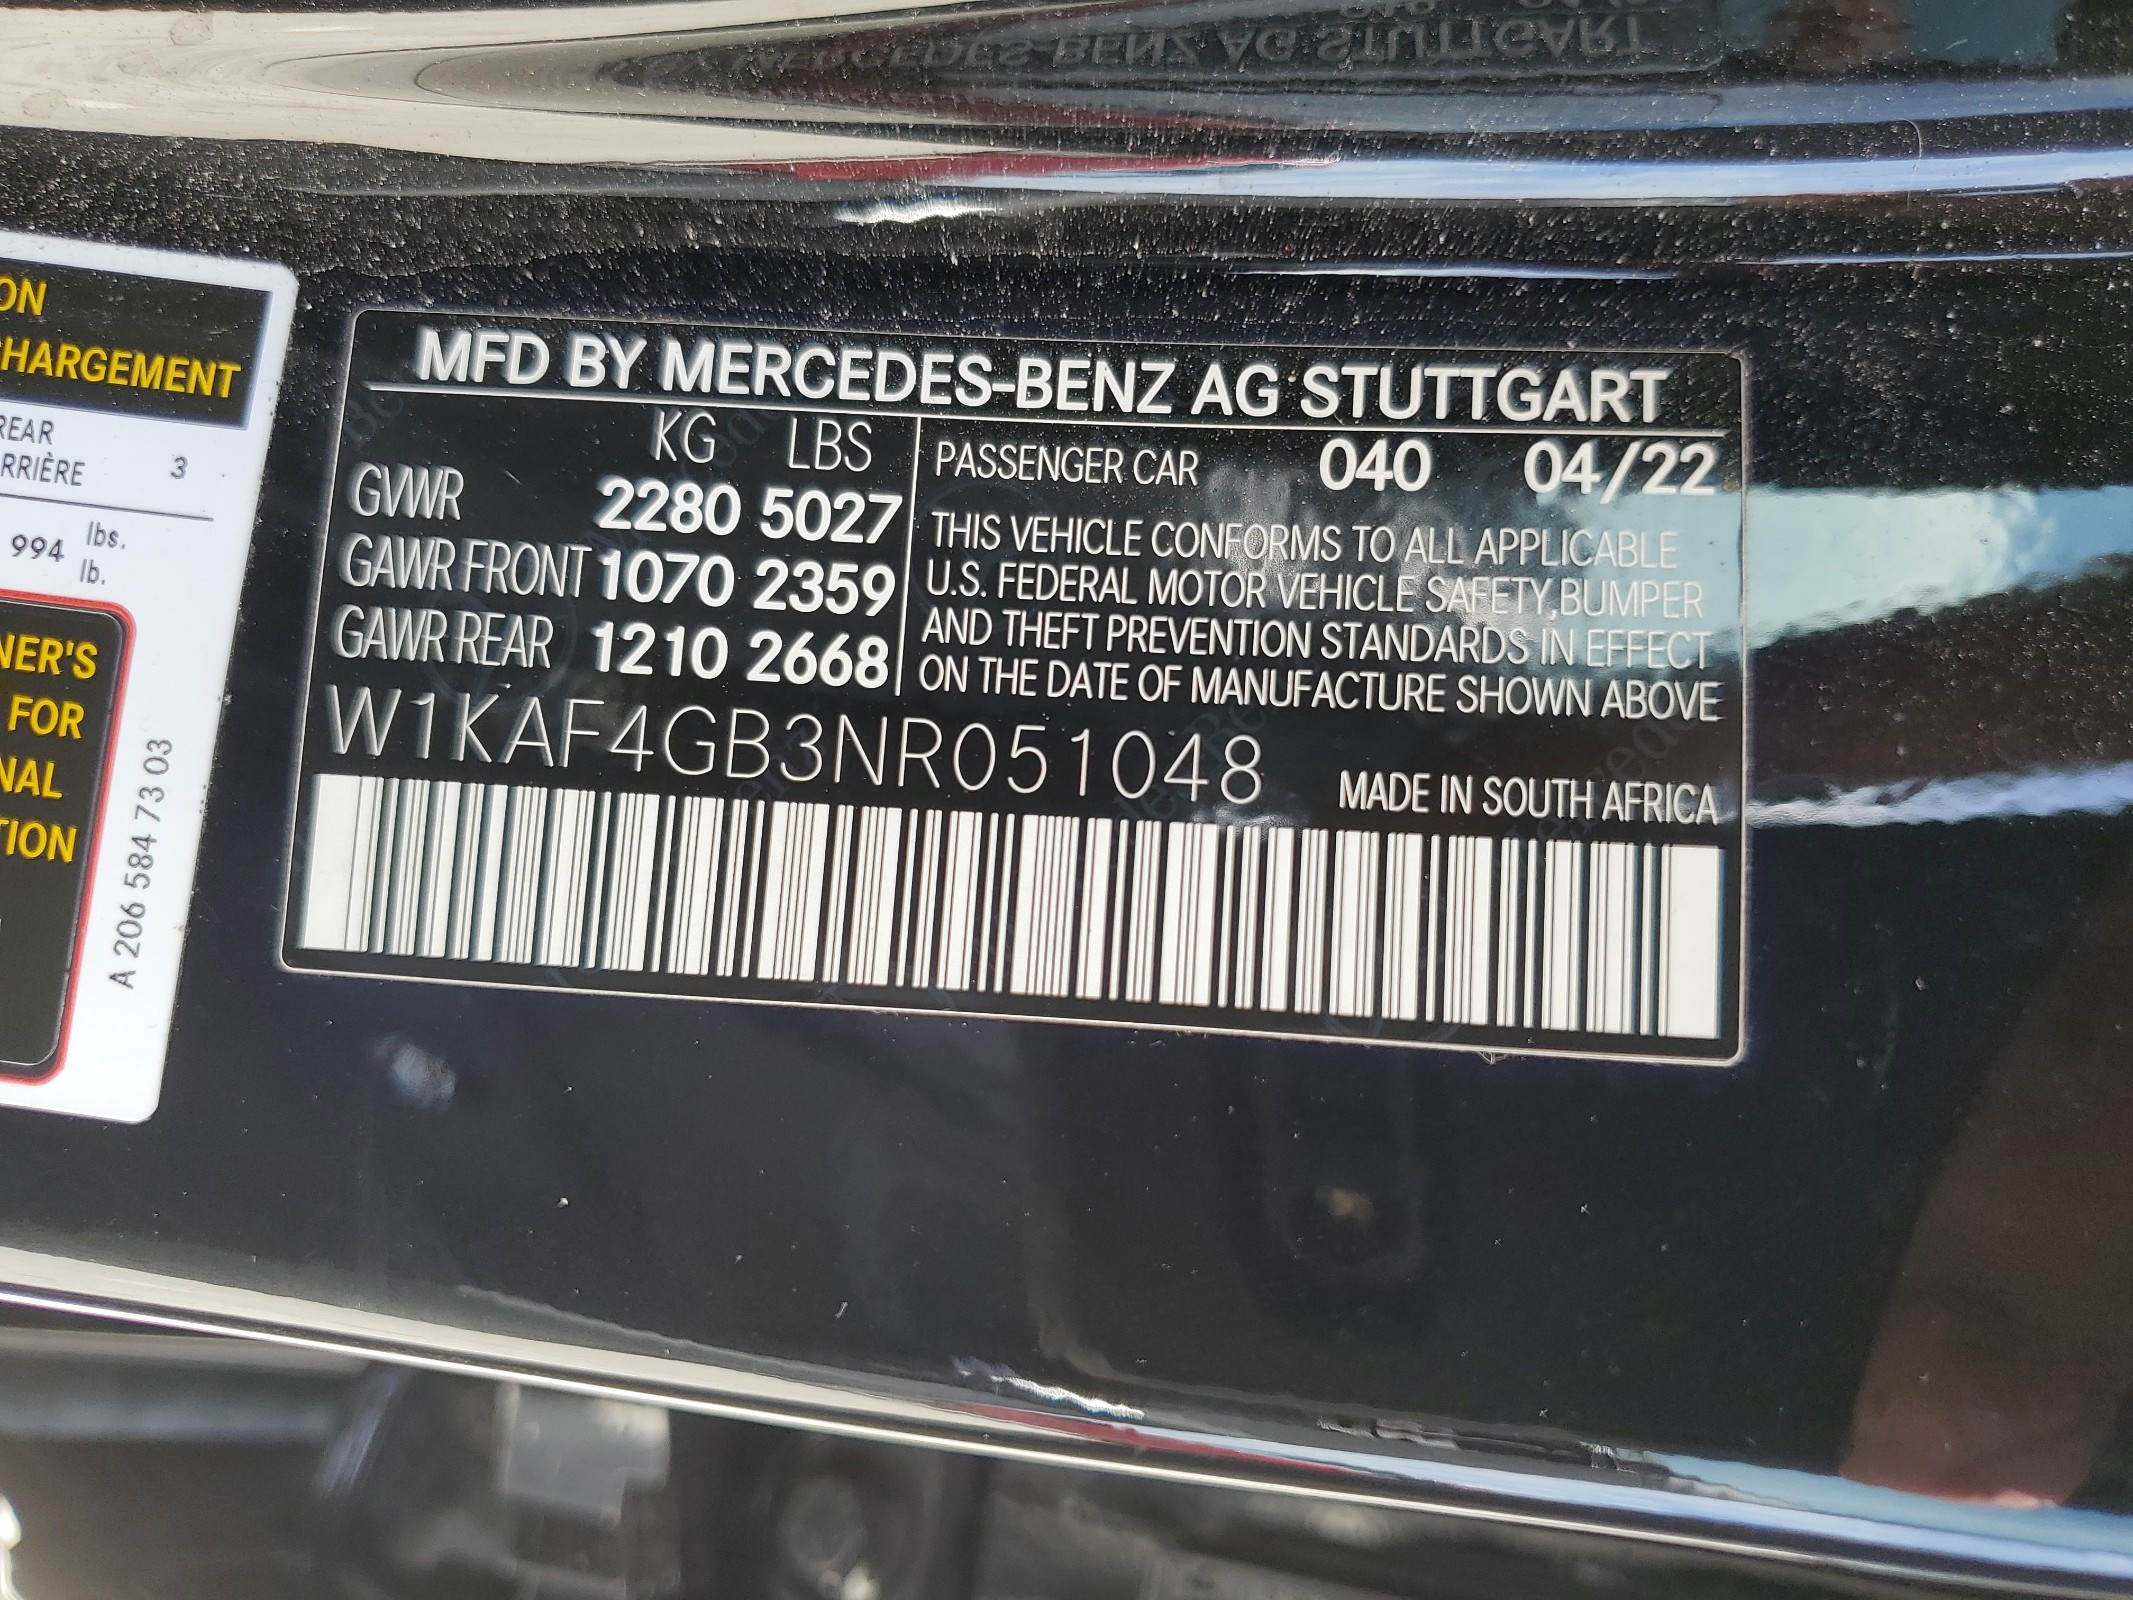 ON
CHARGEMENT
REAR
ARRIÈRE 3
994 lbs.
lb.
NER'S
FOR
NAL
TION
A 206 584 73 03
MFD BY MERCEDES-BENZ AG STUTTGART
KG LBS
GVWR 2280 5027
GAWR FRONT 1070 2359
GAWR REAR 1210 2668
PASSENGER CAR 040 04/22
THIS VEHICLE CONFORMS TO ALL APPLICABLE
U.S. FEDERAL MOTOR VEHICLE SAFETY,BUMPER
AND THEFT PREVENTION STANDARDS IN EFFECT
ON THE DATE OF MANUFACTURE SHOWN ABOVE
W1KAF4GB3NR051048
MADE IN SOUTH AFRICA